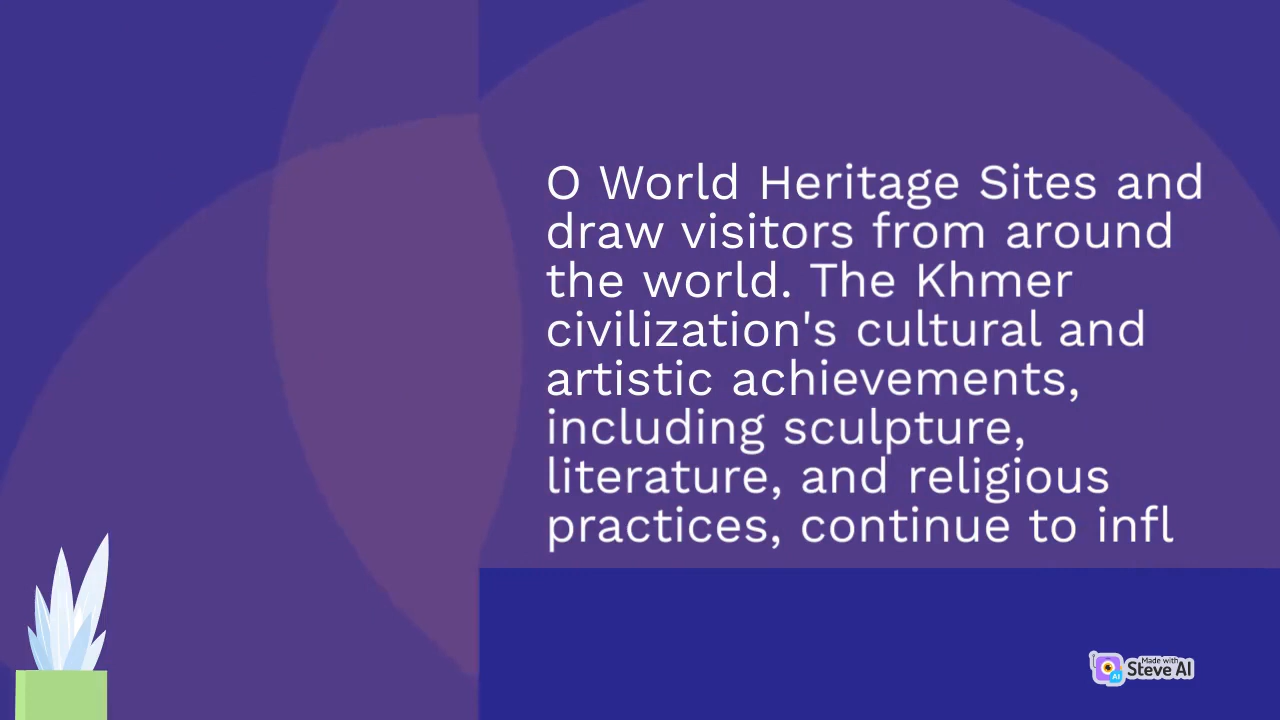 O World Heritage Sites and
draw visitors from around
the world. The Khmer
civilization's cultural and
artistic achievements,
including sculpture,
literature, and religious
practices, continue to infl
Made with
Steve AI
AI